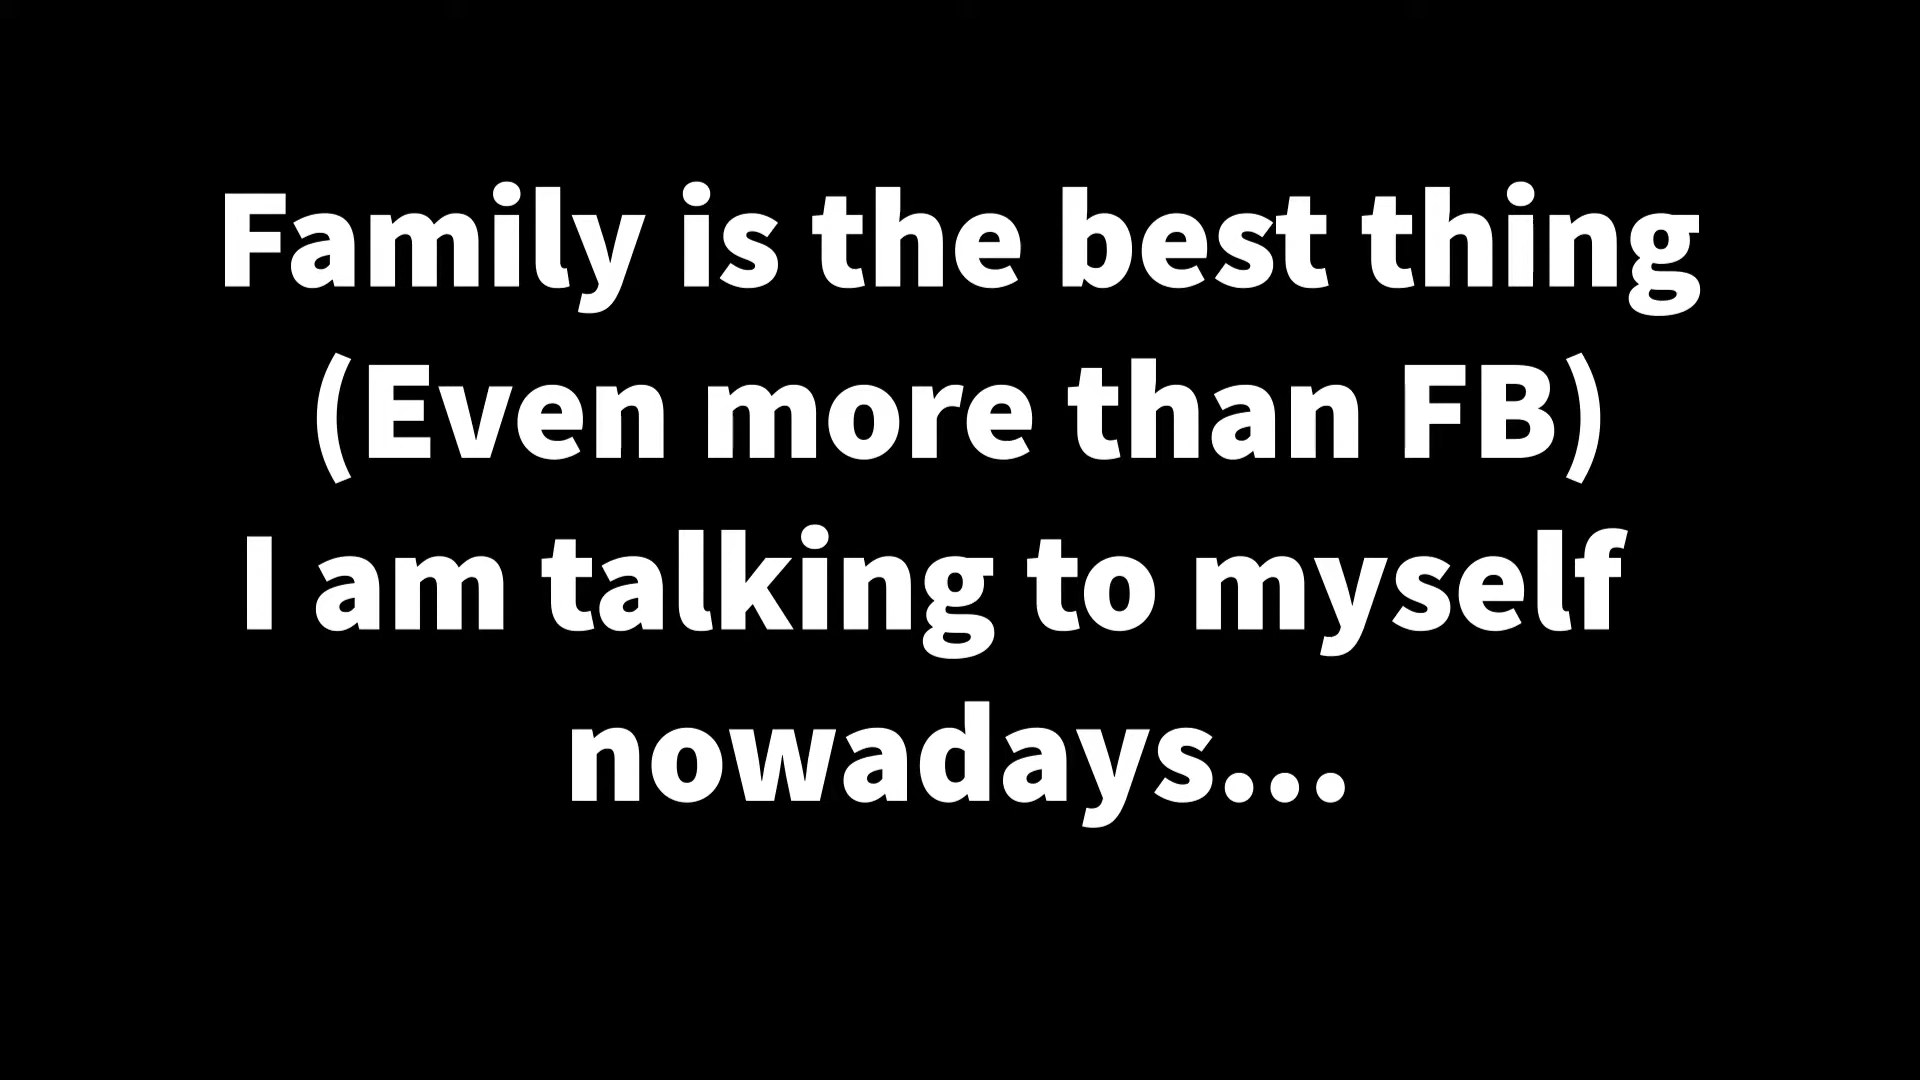 Family is the best thing
(Even more than FB)
I am talking to myself
nowadays...